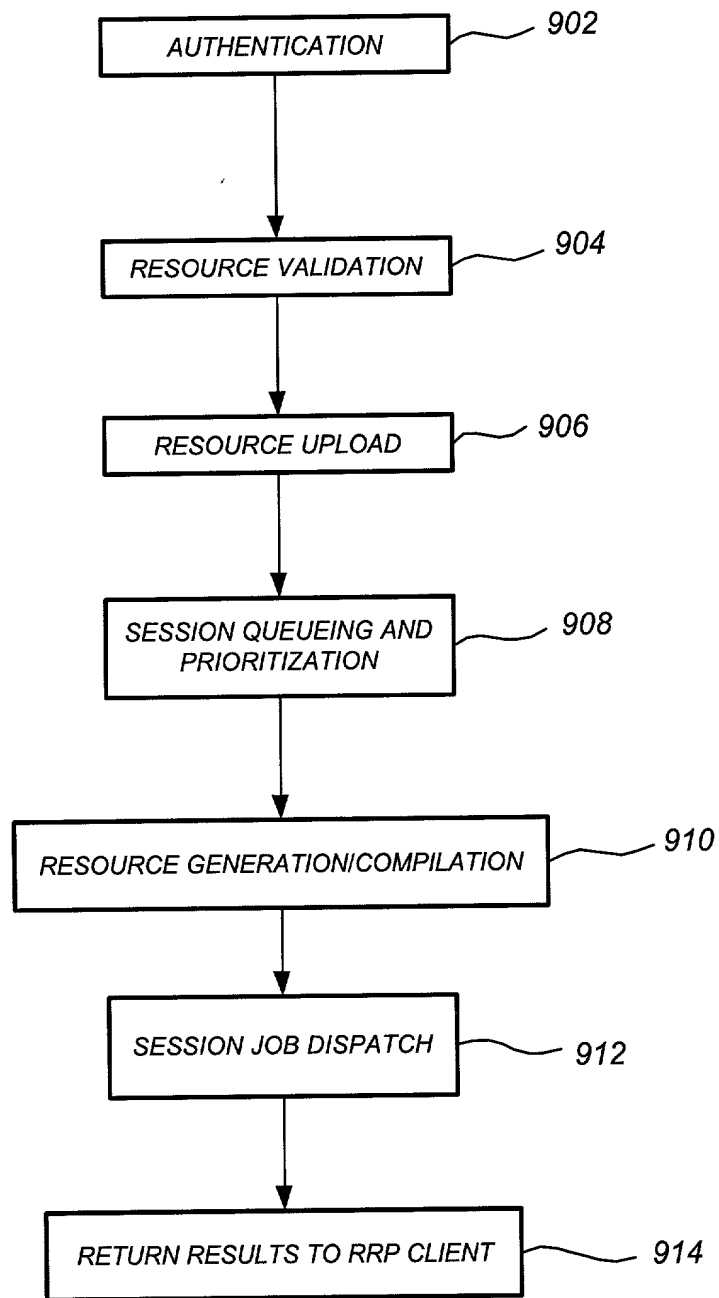 AUTHENTICATION
902
RESOURCE VALIDATION
904
RESOURCE UPLOAD
906
SESSION QUEUEING AND
PRIORITIZATION
908
RESOURCE GENERATION/COMPILATION
910
SESSION JOB DISPATCH
912
RETURN RESULTS TO RRP CLIENT
914